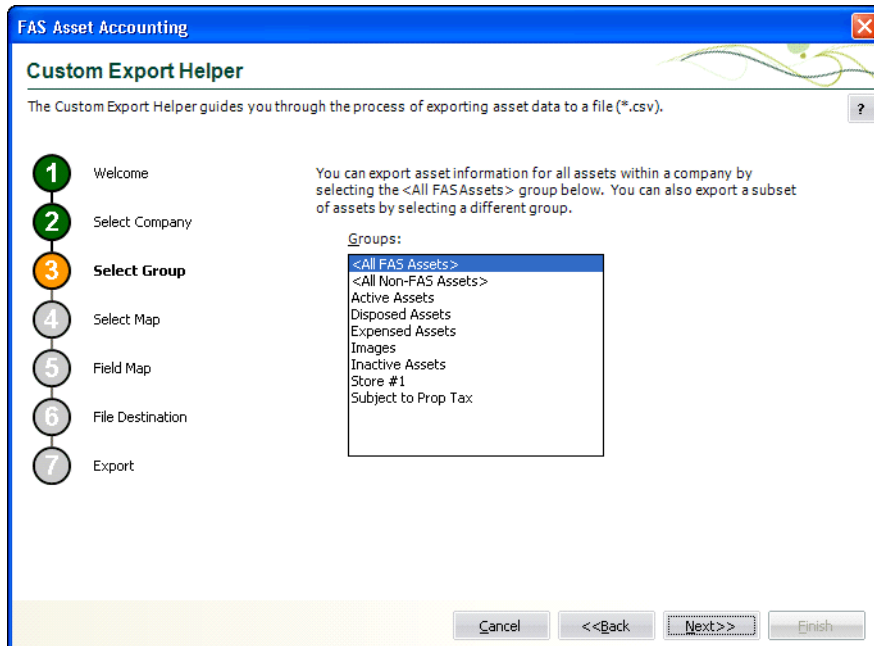 FAS Asset Accounting
Custom Export Helper
The Custom Export Helper guides you through the process of exporting asset data to a file (*.csv).
?
1 Welcome
2 Select Company
3 Select Group
4 Select Map
5 Field Map
6 File Destination
7 Export
You can export asset information for all assets within a company by
selecting the <All FASAssets> group below. You can also export a subset
of assets by selecting a different group.
Groups:
<All FAS Assets>
<All Non-FAS Assets>
Active Assets
Disposed Assets
Expensed Assets
Images
Inactive Assets
Store #1
Subject to Prop Tax
Cancel
<<Back
Next>>
Finish